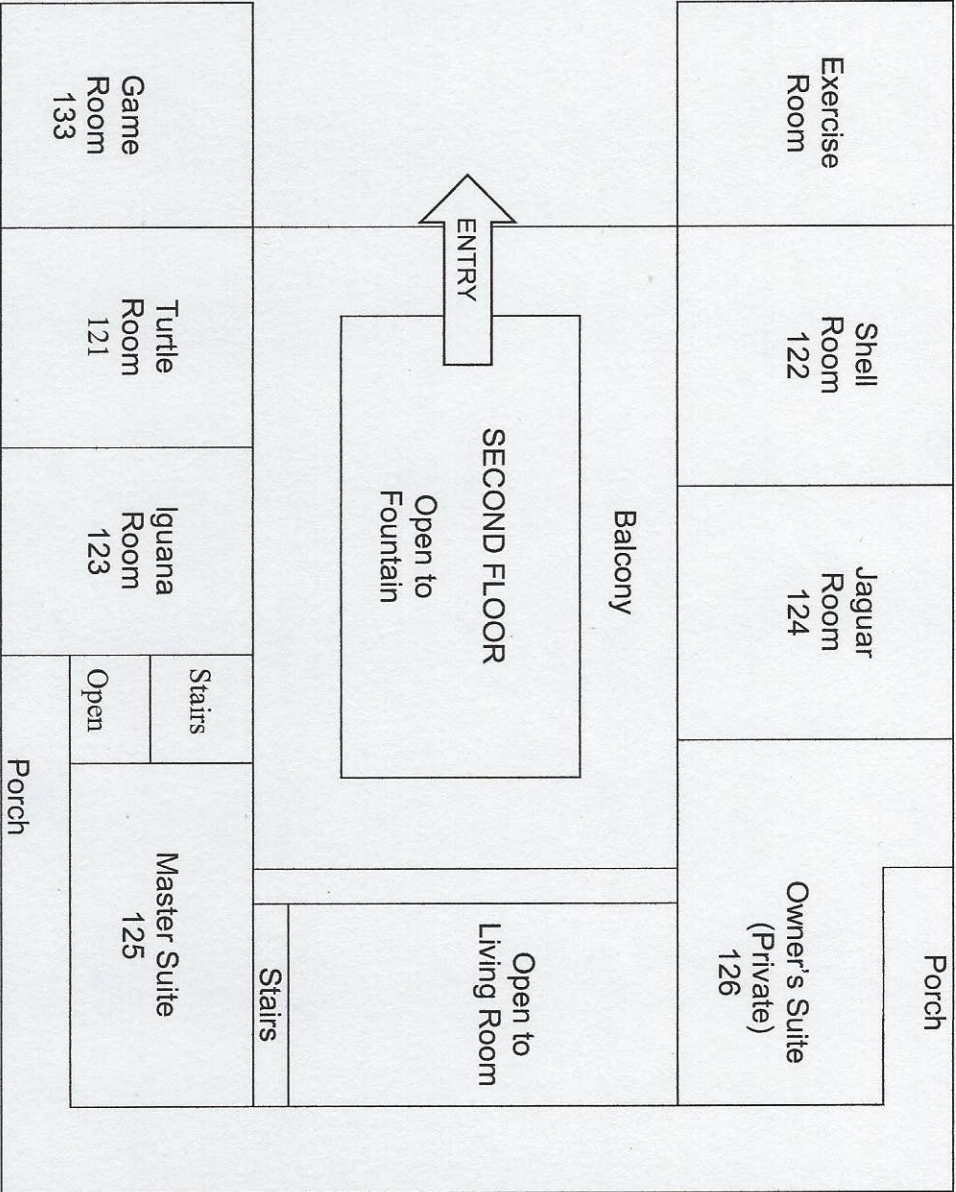 Porch
Exercise
Room
Shell
Room
122
Jaguar
Room
124
Owner's Suite
(Private)
126
Balcony
SECOND FLOOR
Open to
Fountain
ENTRY
Open to
Living Room
Stairs
Game
Room
133
Turtle
Room
121
Iguana
Room
123
Stairs
Open
Master Suite
125
Porch